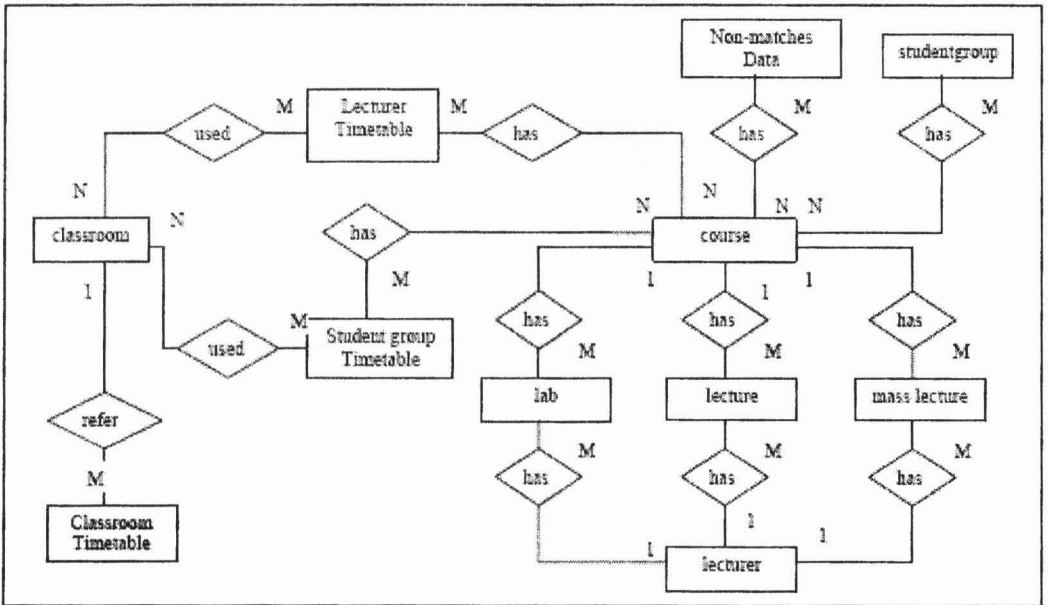 Non-matches
Data
studentgroup
M
Lecturer
Timetable
M
M
M
used
has
has
has
N
N
N
N
N
N
classroom
has
course
1
M
1
1
1
M
Student group
Timetable
used
has
has
has
M
M
M
lab
lecture
mass lecture
refer
M
M
M
has
has
has
M
Classroom
Timetable
1
1
1
lecturer